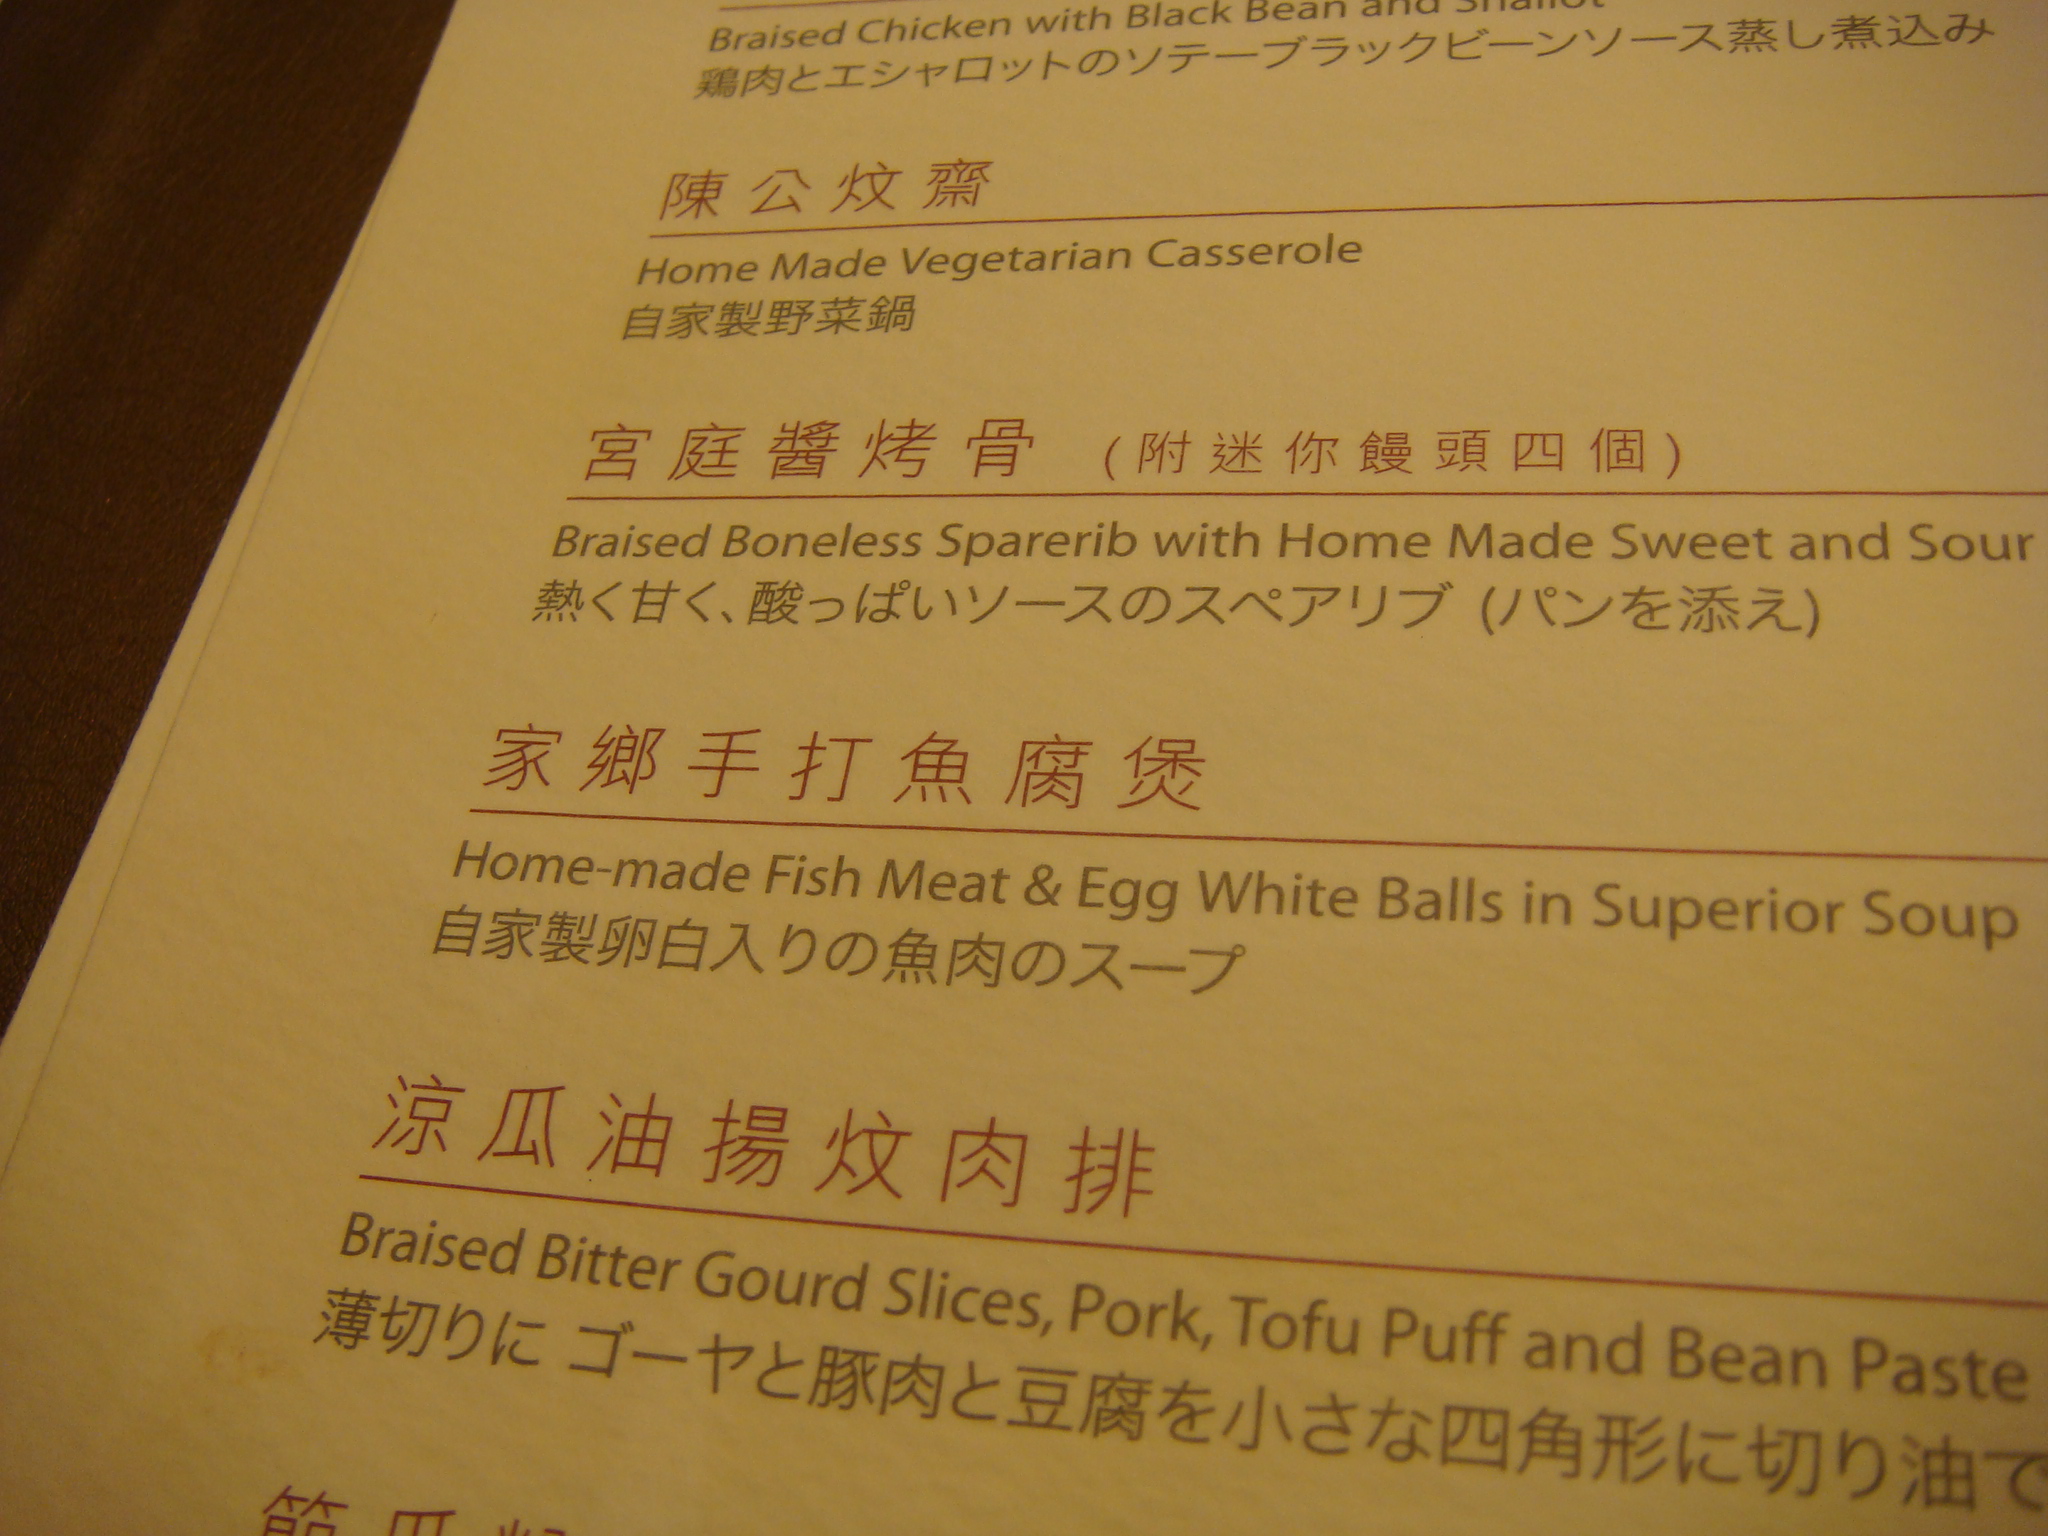 Braised Chicken with Black Bean and Shallot
鶏肉とエシャロットのソテーブラックビーンソース蒸し煮込み
陳公炆齋
Home Made Vegetarian Casserole
自家製野菜鍋
宮庭醬烤骨 (附迷你饅頭四個)
Braised Boneless Sparerib with Home Made Sweet and Sour
熱く甘く、酸っぱいソースのスペアリブ (パンを添え)
家鄉手打魚腐煲
Home-made Fish Meat & Egg White Balls in Superior Soup
自家製卵白入りの魚肉のスープ
涼瓜油揚炆肉排
Braised Bitter Gourd Slices, Pork, Tofu Puff and Bean Paste
薄切りに ゴーヤと豚肉と豆腐を小さな四角形に切り油で